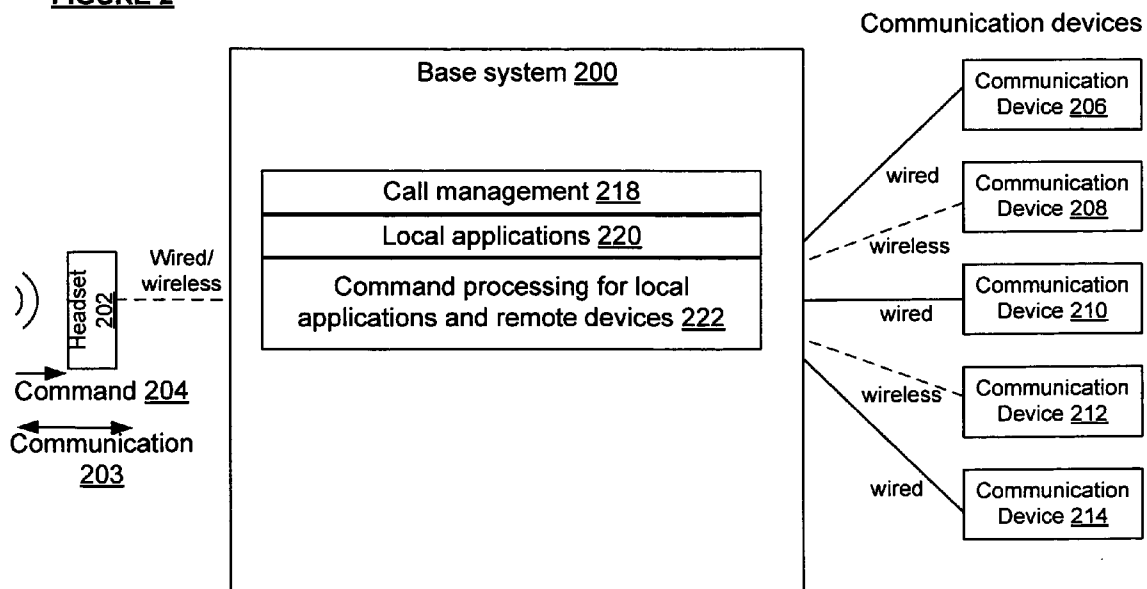 FIGURE 2
Communication devices
Base system 200
Call management 218
Local applications 220
Command processing for local
applications and remote devices 222
Headset
202
Wired/
wireless
Command 204
Communication
203
wired
wireless
wired
wireless
wired
Communication
Device 206
Communication
Device 208
Communication
Device 210
Communication
Device 212
Communication
Device 214